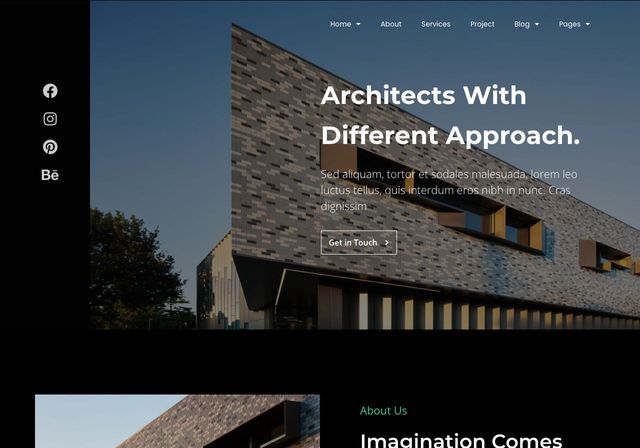 Home
About
Services
Project
Blog
Pages
Bē
Architects With
Different Approach.
Sed aliquam, tortor et sodales malesuada, lorem leo
luctus tellus, quis interdum eros nibh in nunc. Cras
dignissim
Get in Touch
About Us
Imagination Comes